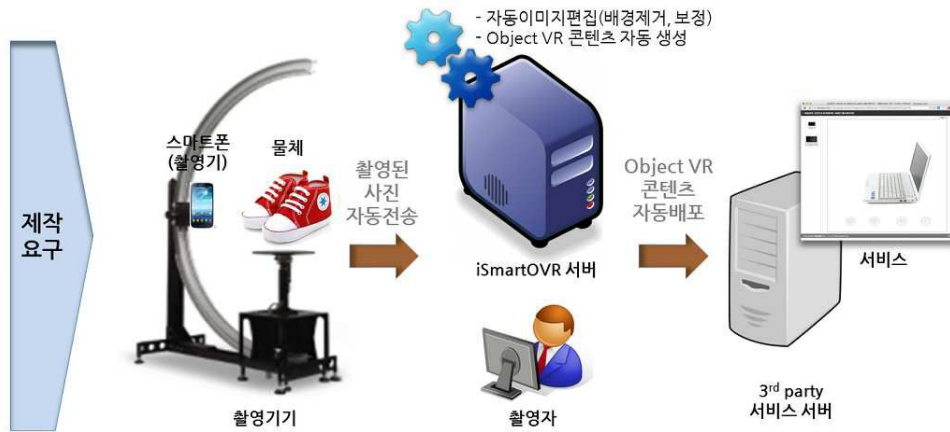 - 자동이미지편집(배경제거, 보정)
- Object VR 콘텐츠 자동 생성
제작
요구
스마트폰
(촬영기)
물체
촬영된
사진
자동전송
Object VR
콘텐츠
자동배포
iSmartOVR 서버
서비스
촬영기기
촬영자
3rd party
서비스 서버